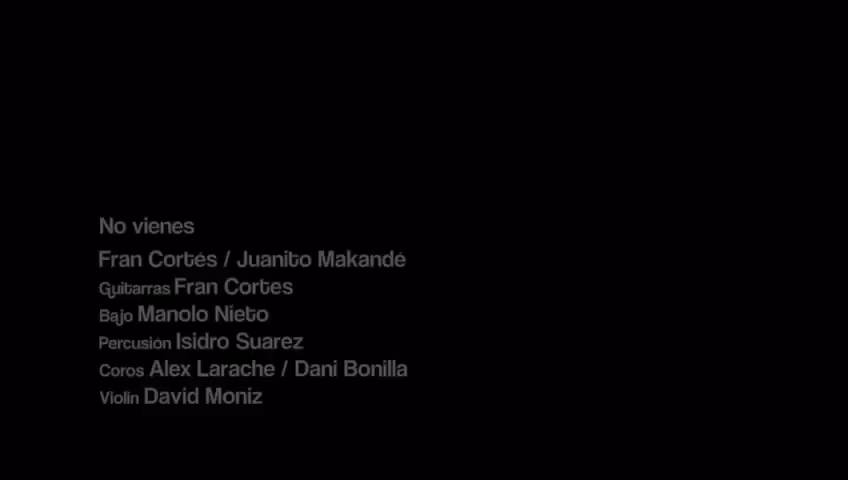 No vienes
Fran Cortés / Juanito Makandé
Guitarras Fran Cortes
Bajo Manolo Nieto
Percusión Isidro Suarez
Coros Alex Larache / Dani Bonilla
Violin David Moniz